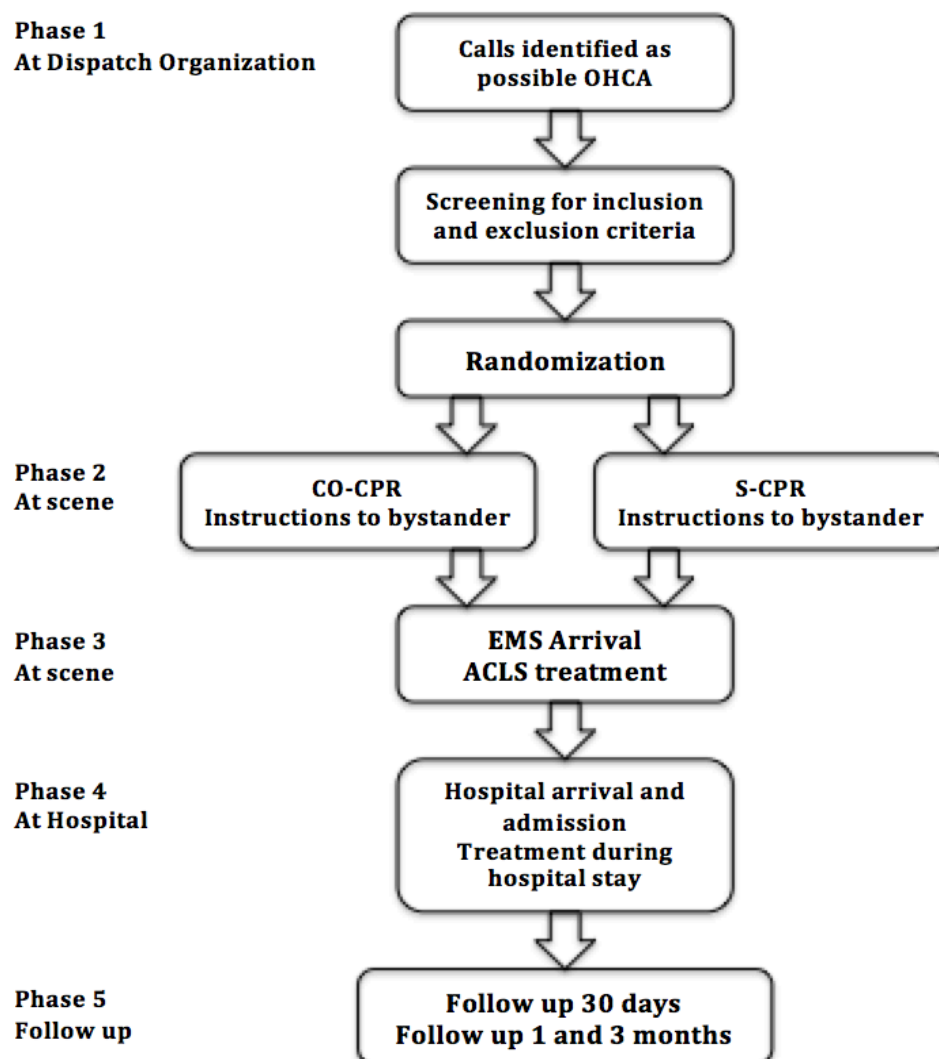 Phase 1
At Dispatch Organization
Calls identified as
possible OHCA
Screening for inclusion
and exclusion criteria
Randomization
Phase 2
At scene
CO-CPR
Instructions to bystander
S-CPR
Instructions to bystander
Phase 3
At scene
EMS Arrival
ACLS treatment
Phase 4
At Hospital
Hospital arrival and
admission
Treatment during
hospital stay
Phase 5
Follow up
Follow up 30 days
Follow up 1 and 3 months